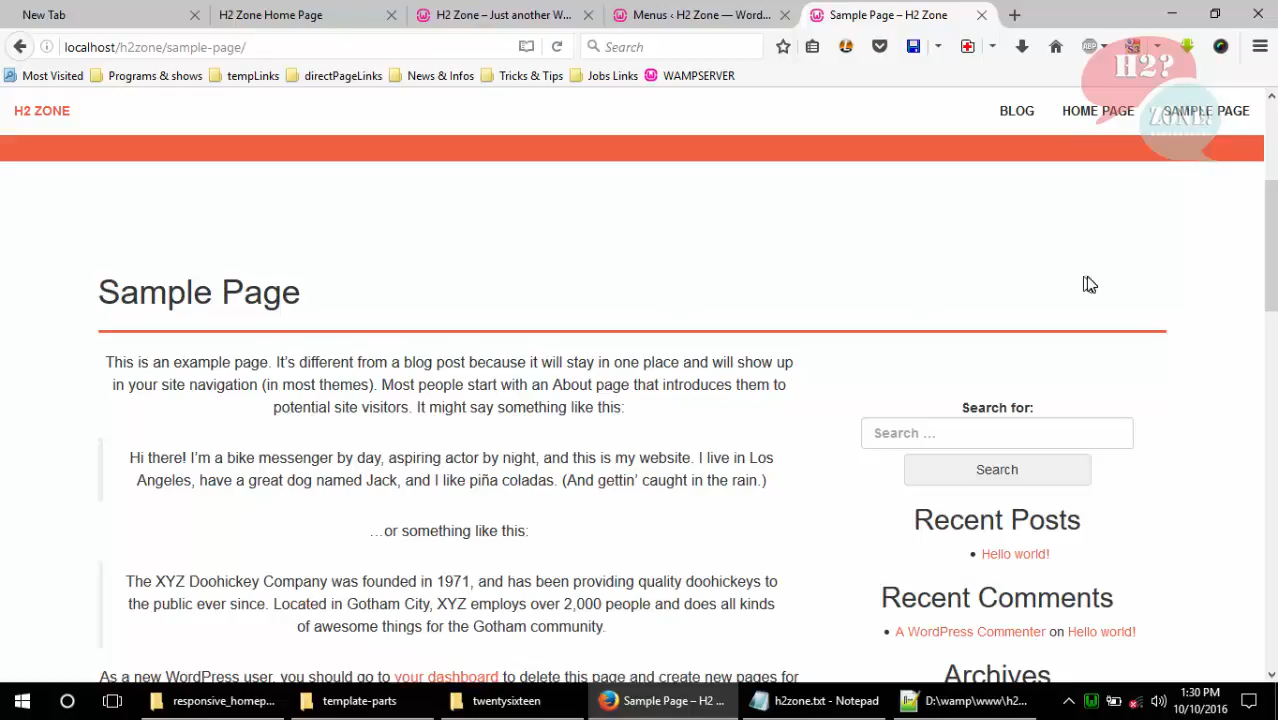 New Tab
H2 Zone Home Page
H2 Zone – Just another W...
Menus ‹ H2 Zone — Word...
Sample Page – H2 Zone
localhost/h2zone/sample-page/
Search
ABP
Most Visited
Programs & shows
tempLinks
directPageLinks
News & Infos
Tricks & Tips
Jobs Links
WAMPSERVER
H2?
ZONE!
H2 ZONE
BLOG
HOME PAGE
SAMPLE PAGE
Sample Page
This is an example page. It’s different from a blog post because it will stay in one place and will show up
in your site navigation (in most themes). Most people start with an About page that introduces them to
potential site visitors. It might say something like this:
Hi there! I’m a bike messenger by day, aspiring actor by night, and this is my website. I live in Los
Angeles, have a great dog named Jack, and I like piña coladas. (And gettin’ caught in the rain.)
…or something like this:
The XYZ Doohickey Company was founded in 1971, and has been providing quality doohickeys to
the public ever since. Located in Gotham City, XYZ employs over 2,000 people and does all kinds
of awesome things for the Gotham community.
As a new WordPress user, you should go to your dashboard to delete this page and create new pages for
Search for:
Search …
Search
Recent Posts
Hello world!
Recent Comments
A WordPress Commenter on Hello world!
Archives
responsive_homep...
template-parts
twentysixteen
Sample Page – H2 ...
h2zone.txt - Notepad
D:\wamp\www\h2...
1:30 PM
10/10/2016